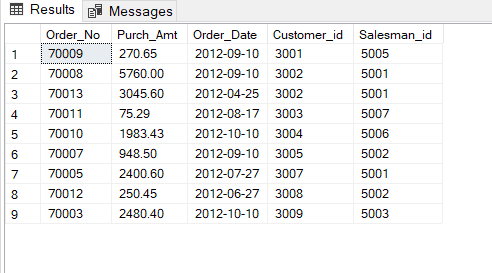 Results Messages
Order_No Purch_Amt Order_Date Customer_id Salesman_id
1 70009 270.65 2012-09-10 3001 5005
2 70008 5760.00 2012-09-10 3002 5001
3 70013 3045.60 2012-04-25 3002 5001
4 70011 75.29 2012-08-17 3003 5007
5 70010 1983.43 2012-10-10 3004 5006
6 70007 948.50 2012-09-10 3005 5002
7 70005 2400.60 2012-07-27 3007 5001
8 70012 250.45 2012-06-27 3008 5002
9 70003 2480.40 2012-10-10 3009 5003